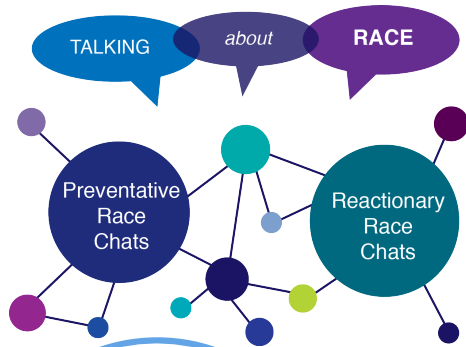 TALKING about RACE
Preventative
Race
Chats
Reactionary
Race
Chats